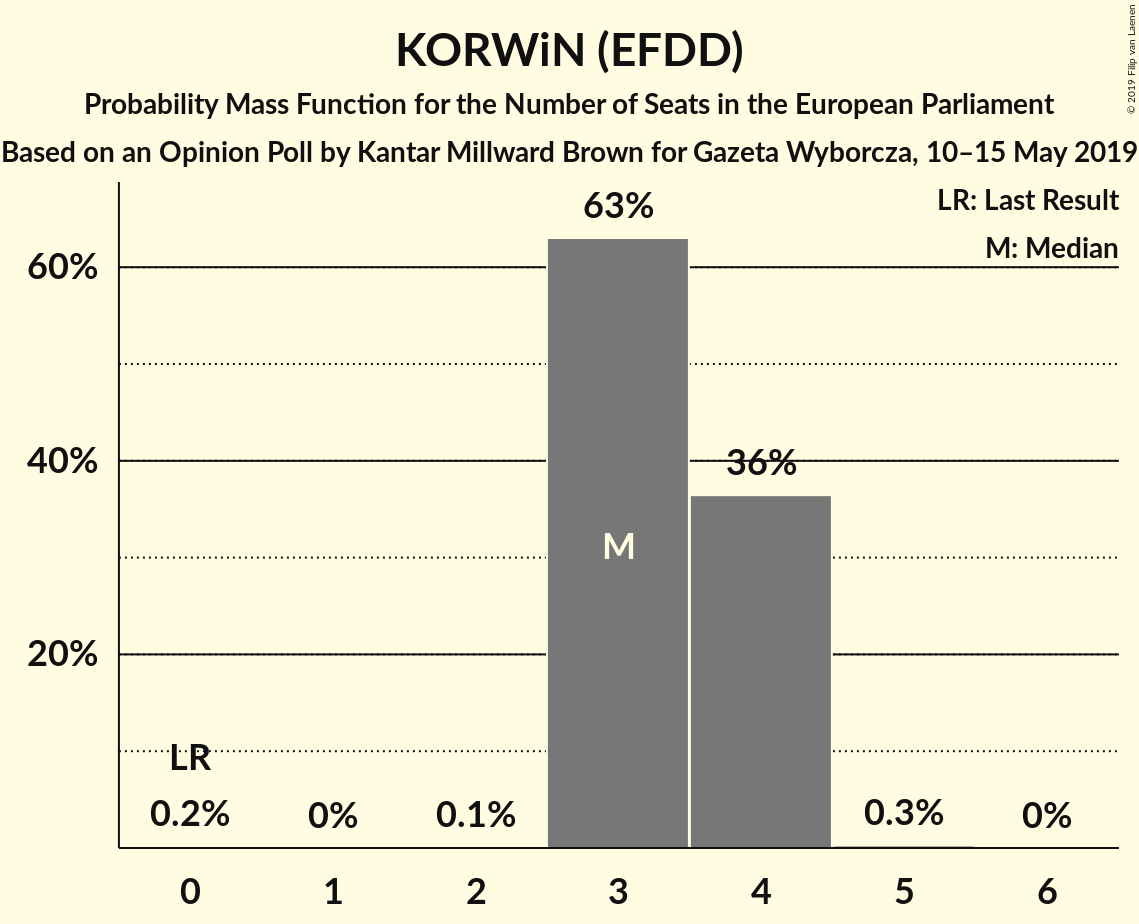 KORWiN (EFDD)
Probability Mass Function for the Number of Seats in the European Parliament
Based on an Opinion Poll by Kantar Millward Brown for Gazeta Wyborcza, 10–15 May 2019
© 2019 Filip van Laenen
LR: Last Result
M: Median
63%
60%
40%
36%
M
20%
LR
0.2%
0%
0.1%
0.3%
0%
0
1
2
3
4
5
6